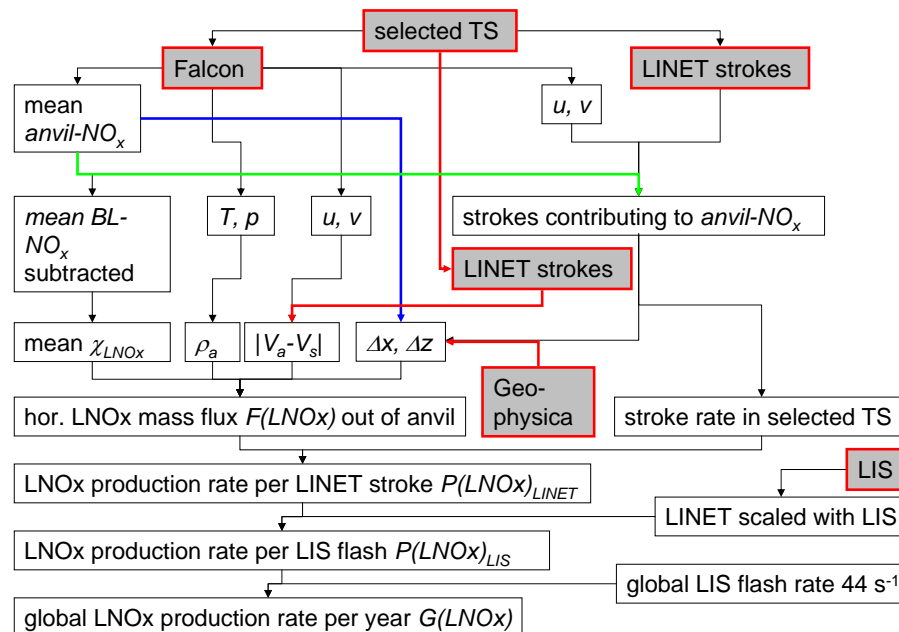 selected TS
Falcon
LINET strokes
mean
anvil-NOx
u, v
mean BL-
NOx
subtracted
T, p
u, v
strokes contributing to anvil-NOx
LINET strokes
mean χLNOx
ρa
|Va-Vs|
Δx, Δz
Geo-
physica
hor. LNOx mass flux F(LNOx) out of anvil
stroke rate in selected TS
LIS
LNOx production rate per LINET stroke P(LNOx)LINET
LINET scaled with LIS
LNOx production rate per LIS flash P(LNOx)LIS
global LIS flash rate 44 s-1
global LNOx production rate per year G(LNOx)